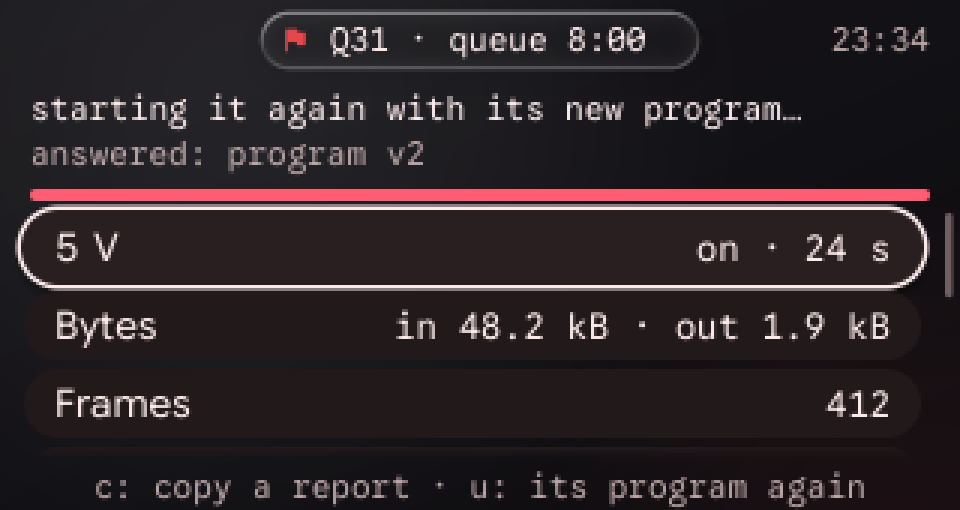 Q31 · queue 8:00
23:34
starting it again with its new program…
answered: program v2
5 V on · 24 s
Bytes in 48.2 kB · out 1.9 kB
Frames 412
c: copy a report · u: its program again